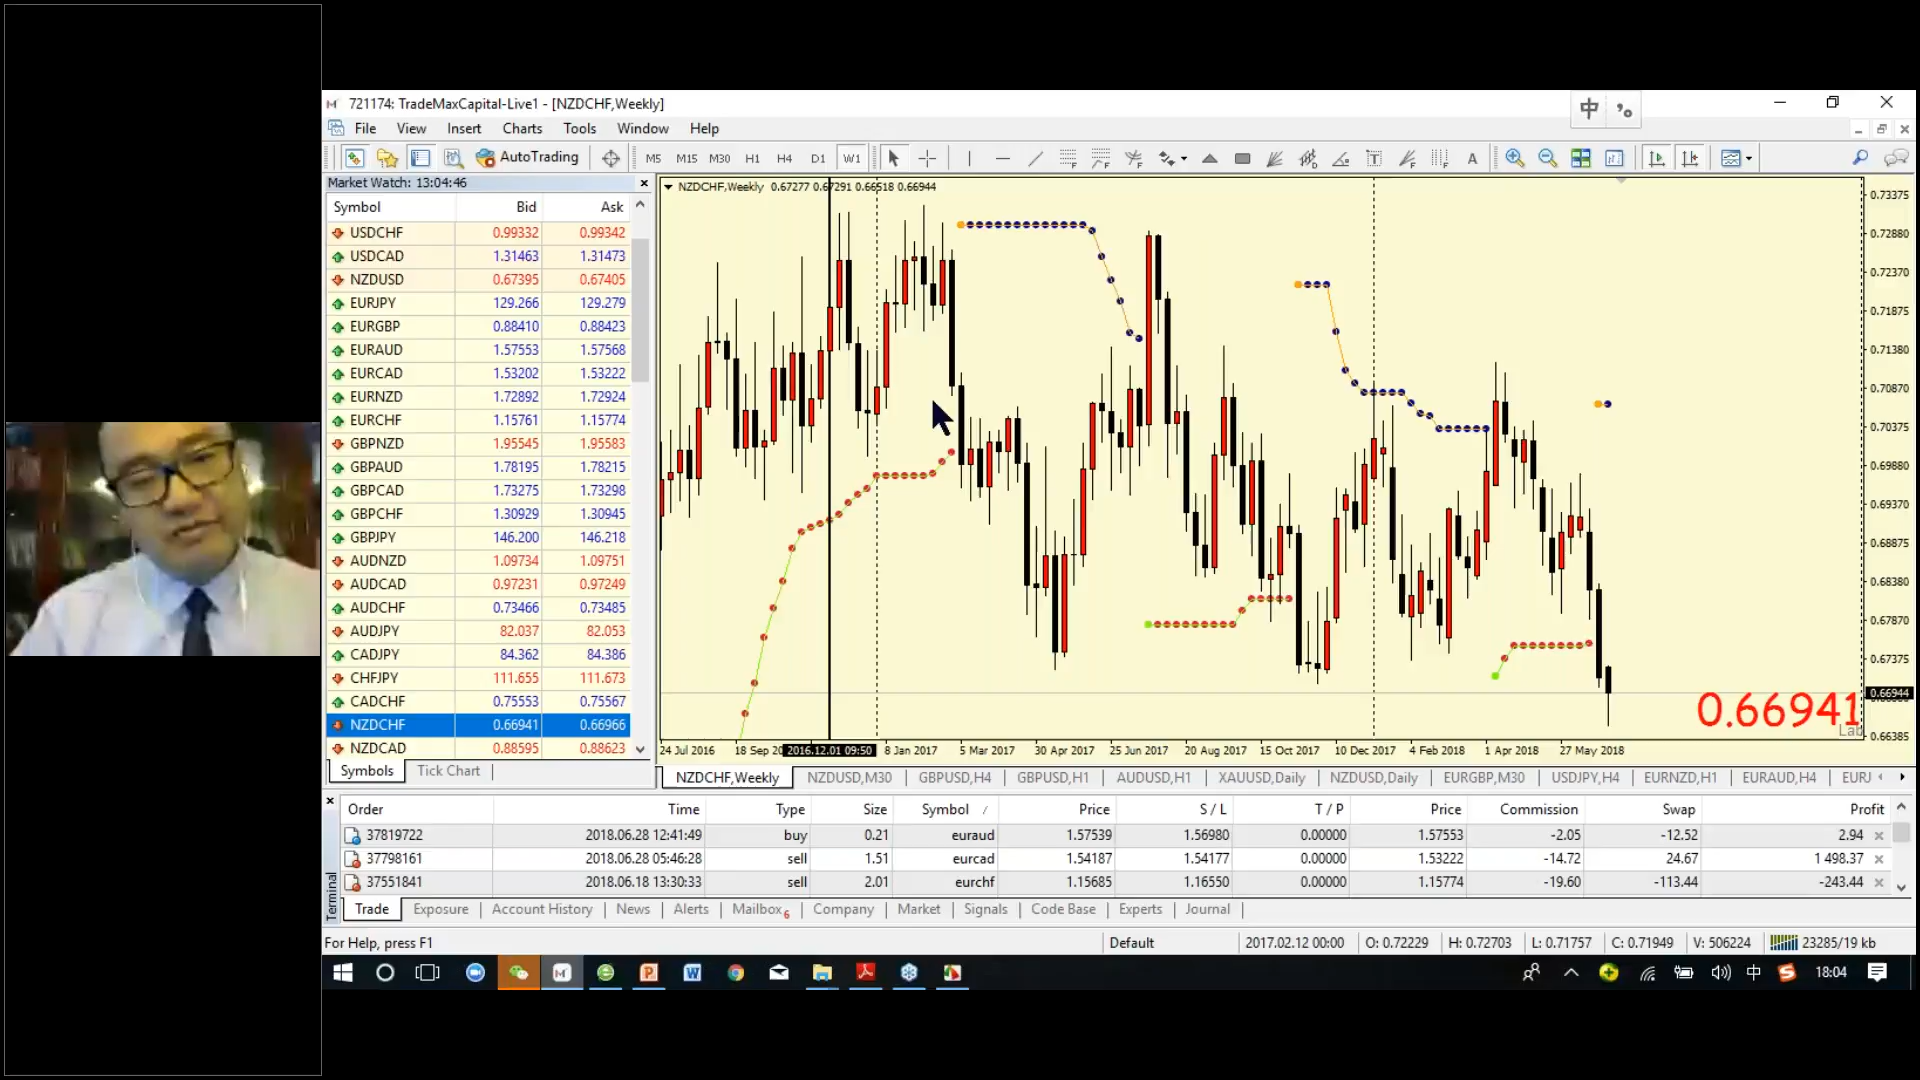 721174: TradeMaxCapital-Live1 - [NZDCHF,Weekly]
中
File View Insert Charts Tools Window Help
AutoTrading M5 M15 M30 H1 H4 D1 W1 A
Market Watch: 13:04:46
Symbol Bid Ask
USDCHF 0.99332 0.99342
USDCAD 1.31463 1.31473
NZDUSD 0.67395 0.67405
EURJPY 129.266 129.279
EURGBP 0.88410 0.88423
EURAUD 1.57553 1.57568
EURCAD 1.53202 1.53222
EURNZD 1.72892 1.72924
EURCHF 1.15761 1.15774
GBPNZD 1.95545 1.95583
GBPAUD 1.78195 1.78215
GBPCAD 1.73275 1.73298
GBPCHF 1.30929 1.30945
GBPJPY 146.200 146.218
AUDNZD 1.09734 1.09751
AUDCAD 0.97231 0.97249
AUDCHF 0.73466 0.73485
AUDJPY 82.037 82.053
CADJPY 84.362 84.386
CHFJPY 111.655 111.673
CADCHF 0.75553 0.75567
NZDCHF 0.66941 0.66966
NZDCAD 0.88595 0.88623
Symbols Tick Chart
NZDCHF,Weekly 0.67277 0.67291 0.66518 0.66944
0.73375
0.72880
0.72370
0.71875
0.71380
0.70870
0.70375
0.69880
0.69370
0.68875
0.68380
0.67870
0.67375
0.66944
0.66385
0.66941
Lab
24 Jul 2016 18 Sep 20 2016.12.01 09:50 8 Jan 2017 5 Mar 2017 30 Apr 2017 25 Jun 2017 20 Aug 2017 15 Oct 2017 10 Dec 2017 4 Feb 2018 1 Apr 2018 27 May 2018
NZDCHF,Weekly NZDUSD,M30 GBPUSD,H4 GBPUSD,H1 AUDUSD,H1 XAUUSD,Daily NZDUSD,Daily EURGBP,M30 USDJPY,H4 EURNZD,H1 EURAUD,H4 EURJ
Order Time Type Size Symbol / Price S / L T / P Price Commission Swap Profit
37819722 2018.06.28 12:41:49 buy 0.21 euraud 1.57539 1.56980 0.00000 1.57553 -2.05 -12.52 2.94
37798161 2018.06.28 05:46:28 sell 1.51 eurcad 1.54187 1.54177 0.00000 1.53222 -14.72 24.67 1 498.37
37551841 2018.06.18 13:30:33 sell 2.01 eurchf 1.15685 1.16550 0.00000 1.15774 -19.60 -113.44 -243.44
Terminal
Trade Exposure Account History News Alerts Mailbox 6 Company Market Signals Code Base Experts Journal
For Help, press F1 Default 2017.02.12 00:00 O: 0.72229 H: 0.72703 L: 0.71757 C: 0.71949 V: 506224 23285/19 kb
中 18:04